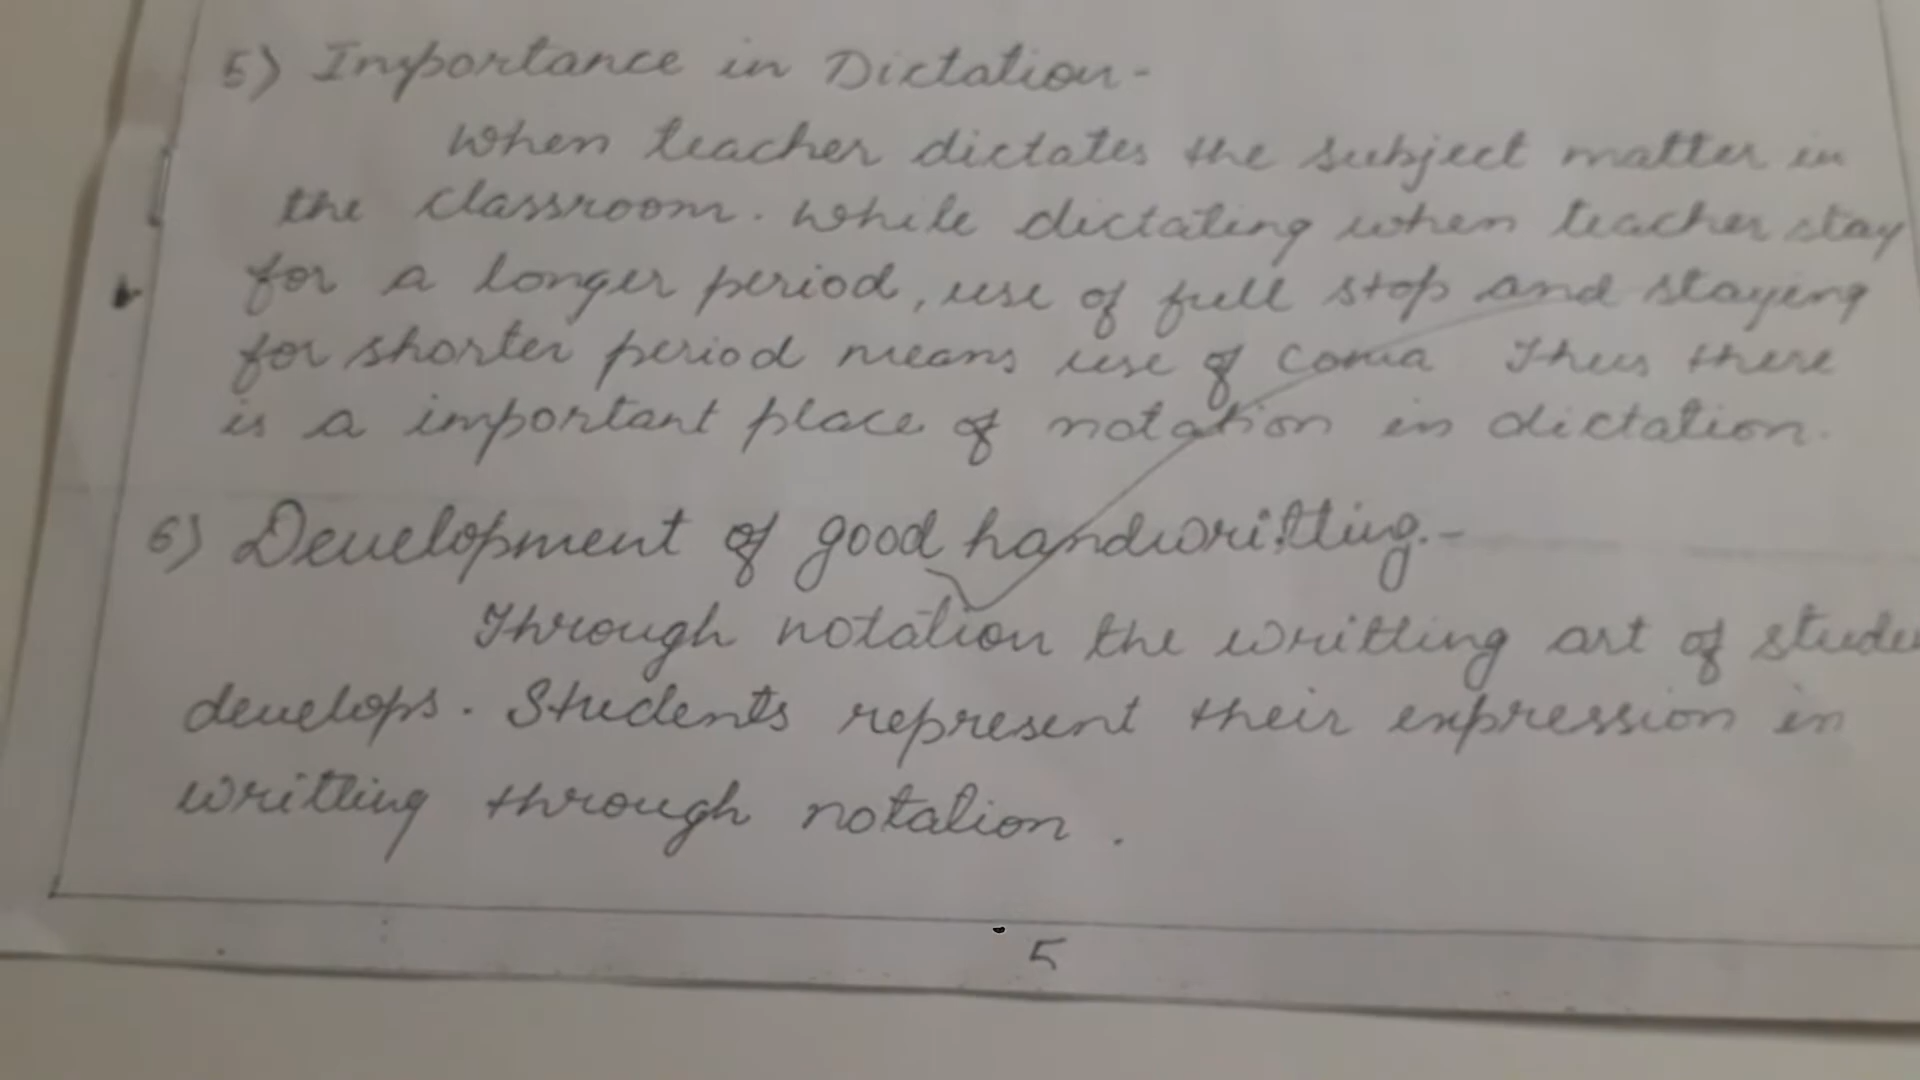 5) Importance in Dictation-
When teacher dictates the subject matter in
the classroom. While dictating when teacher stay
for a longer period, use of full stop and staying
for shorter period means use of coma Thus there
is a important place of notation in dictation.
6) Development of good handwritting.-
Through notation the writting art of stude
develops. Students represent their expression in
writting through notation.
5